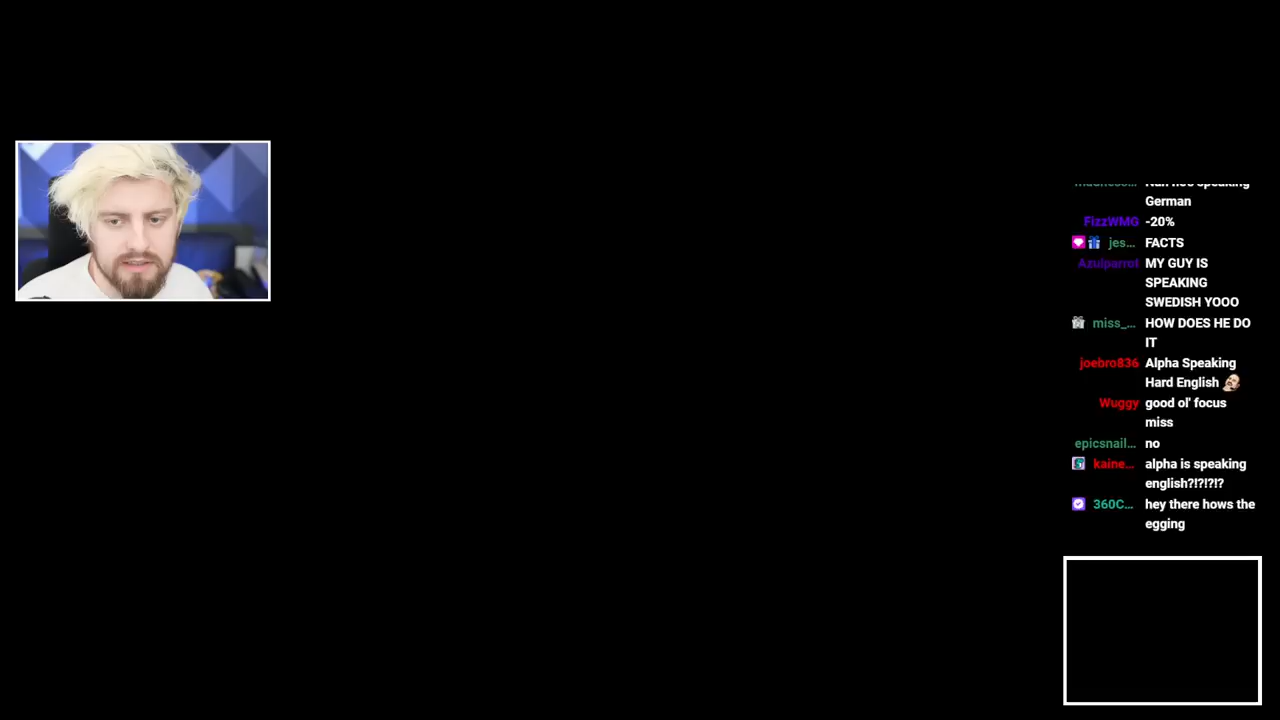 German
FizzWMG -20%
jes... FACTS
Azulparrot MY GUY IS
SPEAKING
SWEDISH YOOO
miss_... HOW DOES HE DO
IT
joebro836 Alpha Speaking
Hard English
Wuggy good ol' focus
miss
epicsnail... no
kaine... alpha is speaking
english?!?!?!?
360C... hey there hows the
egging